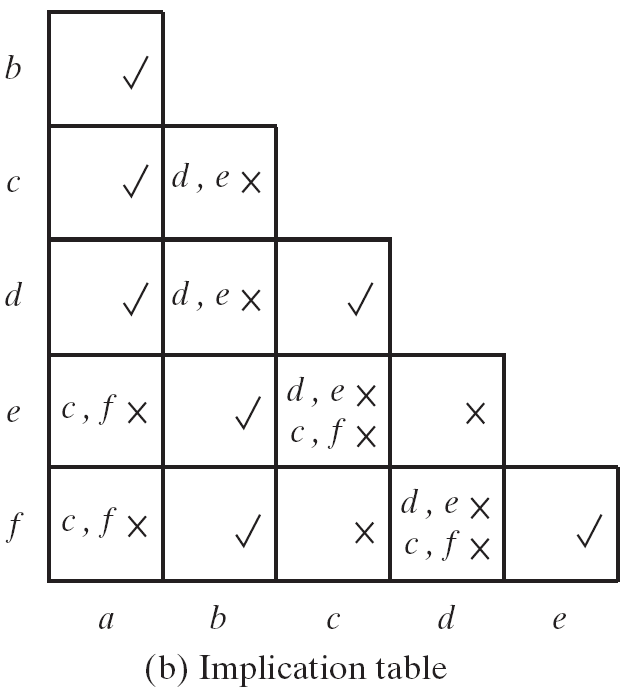 b ✓
c ✓ d , e ×
d ✓ d , e × ✓
e c , f × ✓ d , e × c , f × ×
f c , f × ✓ × d , e × c , f × ✓
a b c d e
(b) Implication table